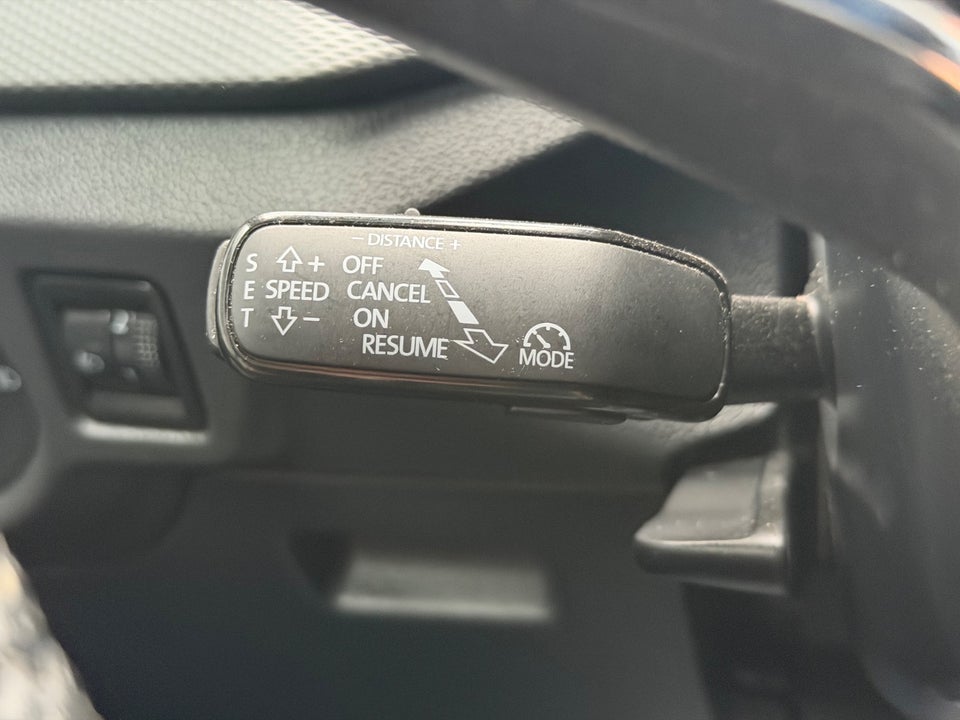 − DISTANCE +
S + OFF
E SPEED CANCEL
T − ON
RESUME
MODE